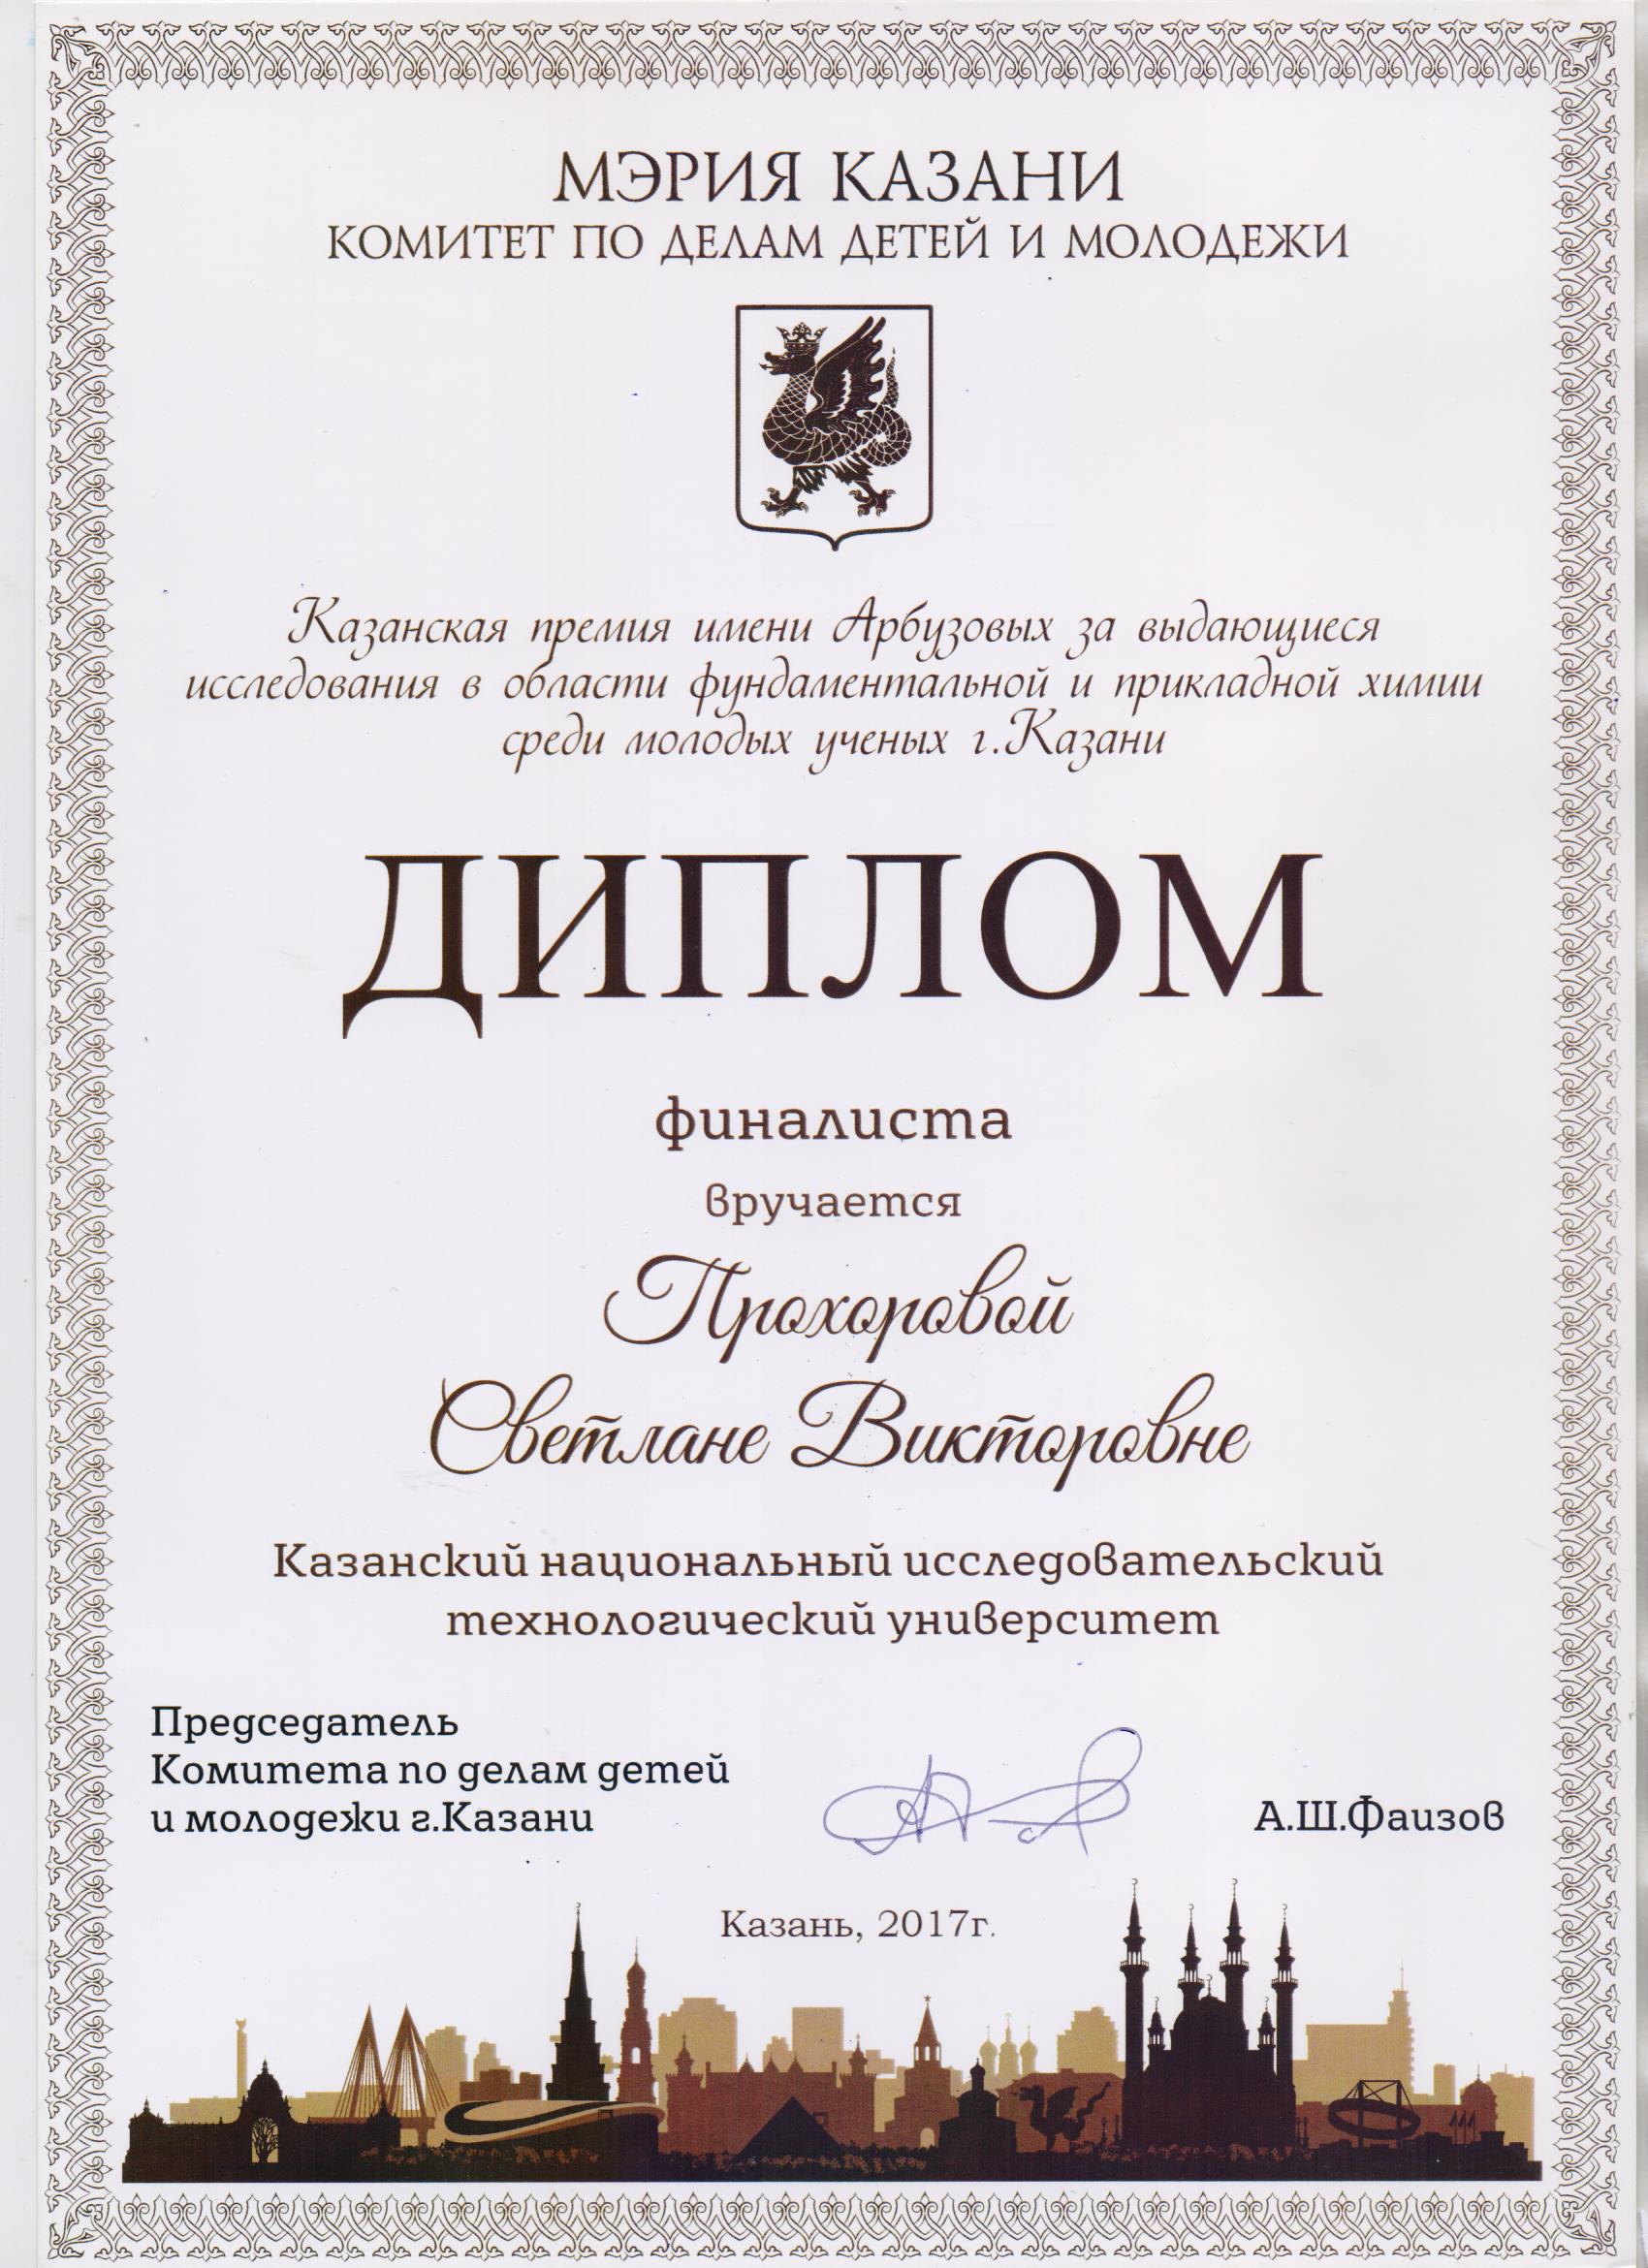 МЭРИЯ КАЗАНИ
КОМИТЕТ ПО ДЕЛАМ ДЕТЕЙ И МОЛОДЕЖИ
Казанская премия имени Арбузовых за выдающиеся
исследования в области фундаментальной и прикладной химии
среди молодых ученых г.Казани
ДИПЛОМ
финалиста
вручается
Прохоровой
Светлане Викторовне
Казанский национальный исследовательский
технологический университет
Председатель
Комитета по делам детей
и молодежи г.Казани
А.Ш.Фаизов
Казань, 2017г.